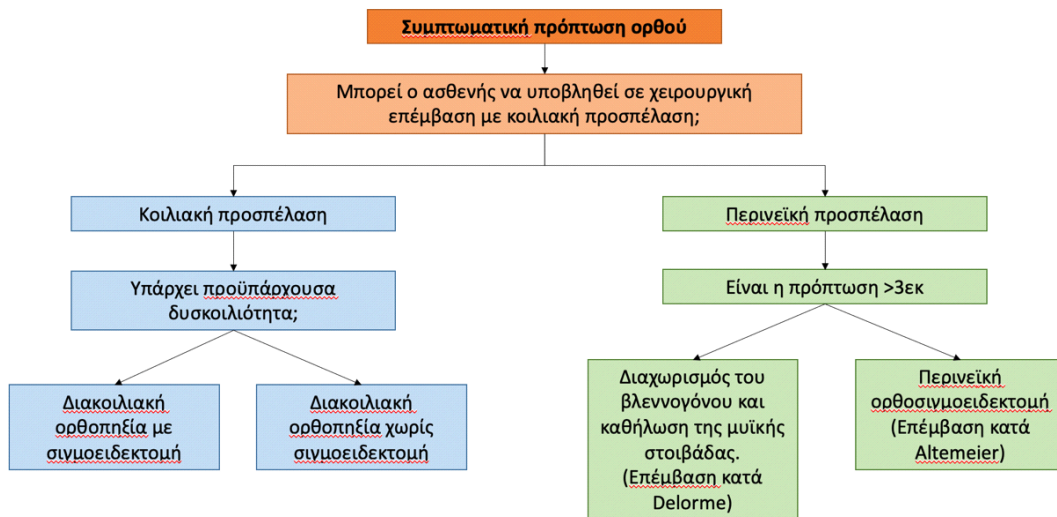 Συμπτωματική πρόπτωση ορθού
Μπορεί ο ασθενής να υποβληθεί σε χειρουργική
επέμβαση με κοιλιακή προσπέλαση;
Κοιλιακή προσπέλαση
Υπάρχει προϋπάρχουσα
δυσκοιλιότητα;
Διακοιλιακή
ορθοπηξία με
σιγμοειδεκτομή
Διακοιλιακή
ορθοπηξία χωρίς
σιγμοειδεκτομή
Περινεϊκή προσπέλαση
Είναι η πρόπτωση >3εκ
Διαχωρισμός του
βλεννογόνου και
καθήλωση της μυϊκής
στοιβάδας.
(Επέμβαση κατά
Delorme)
Περινεϊκή
ορθοσιγμοειδεκτομή
(Επέμβαση κατά
Altemeier)